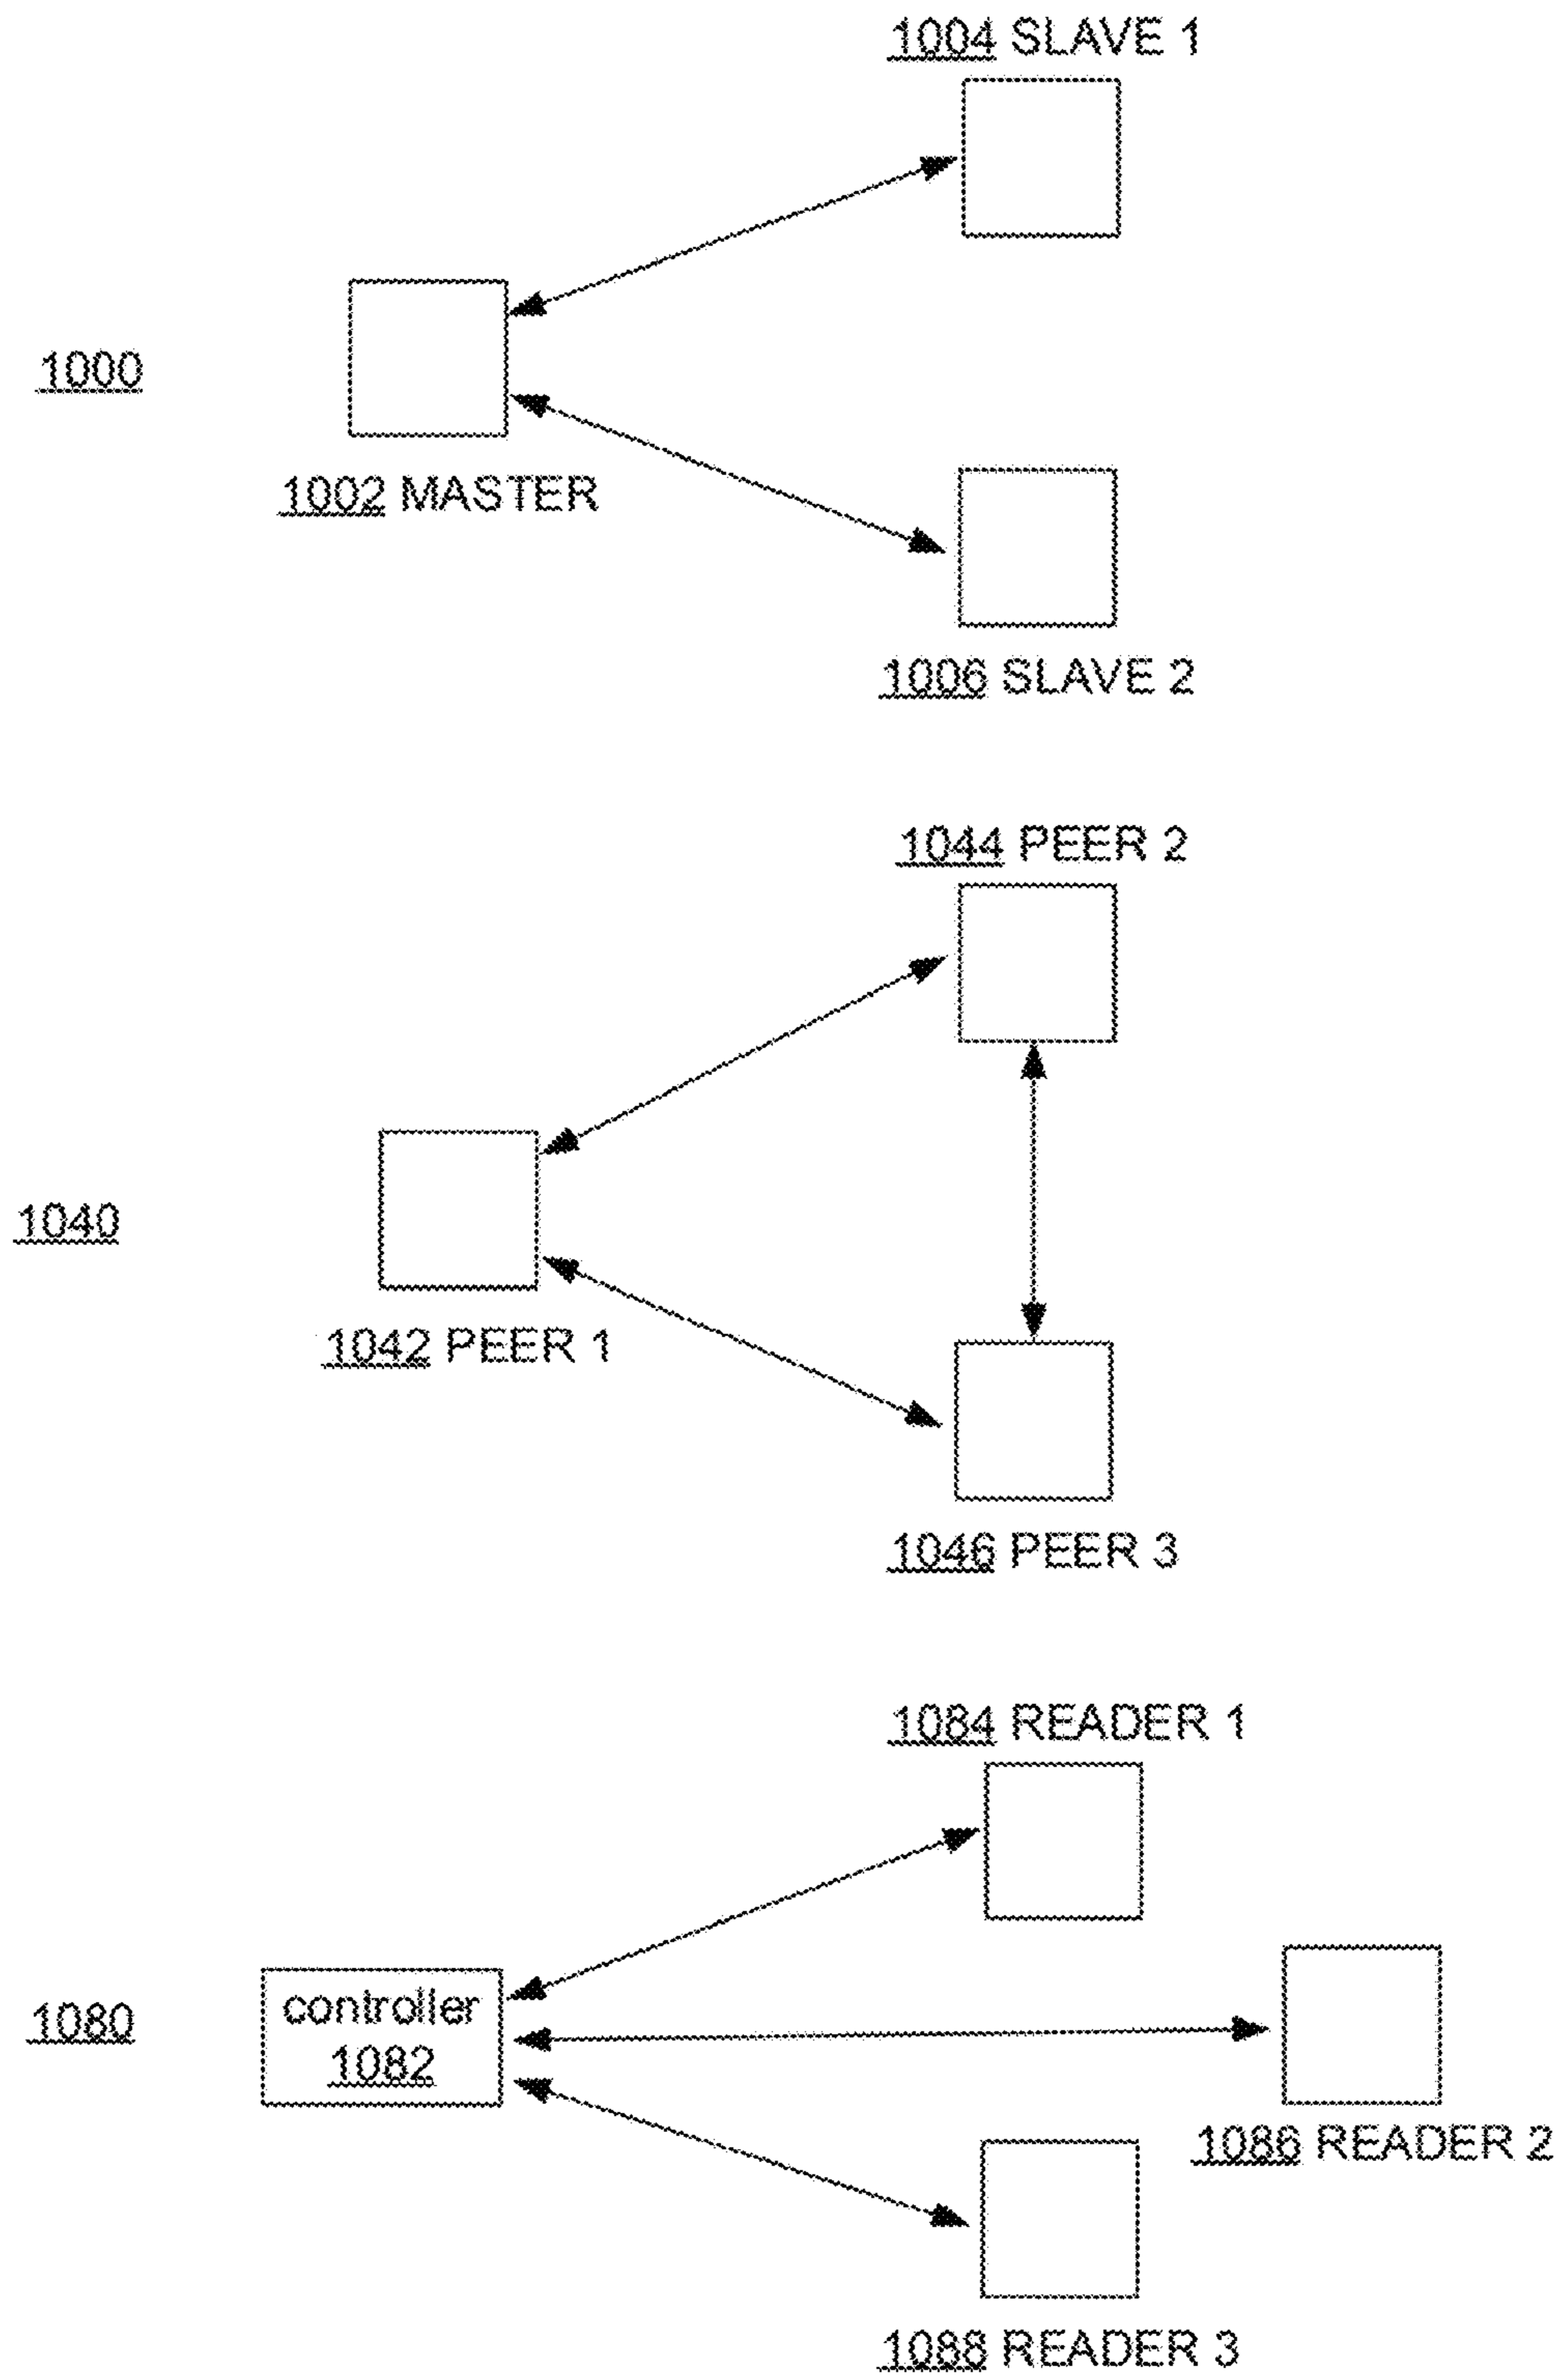 1004 SLAVE 1
1000
1002 MASTER
1006 SLAVE 2
1044 PEER 2
1040
1042 PEER 1
1046 PEER 3
1084 READER 1
1080
controller
1082
1086 READER 2
1088 READER 3